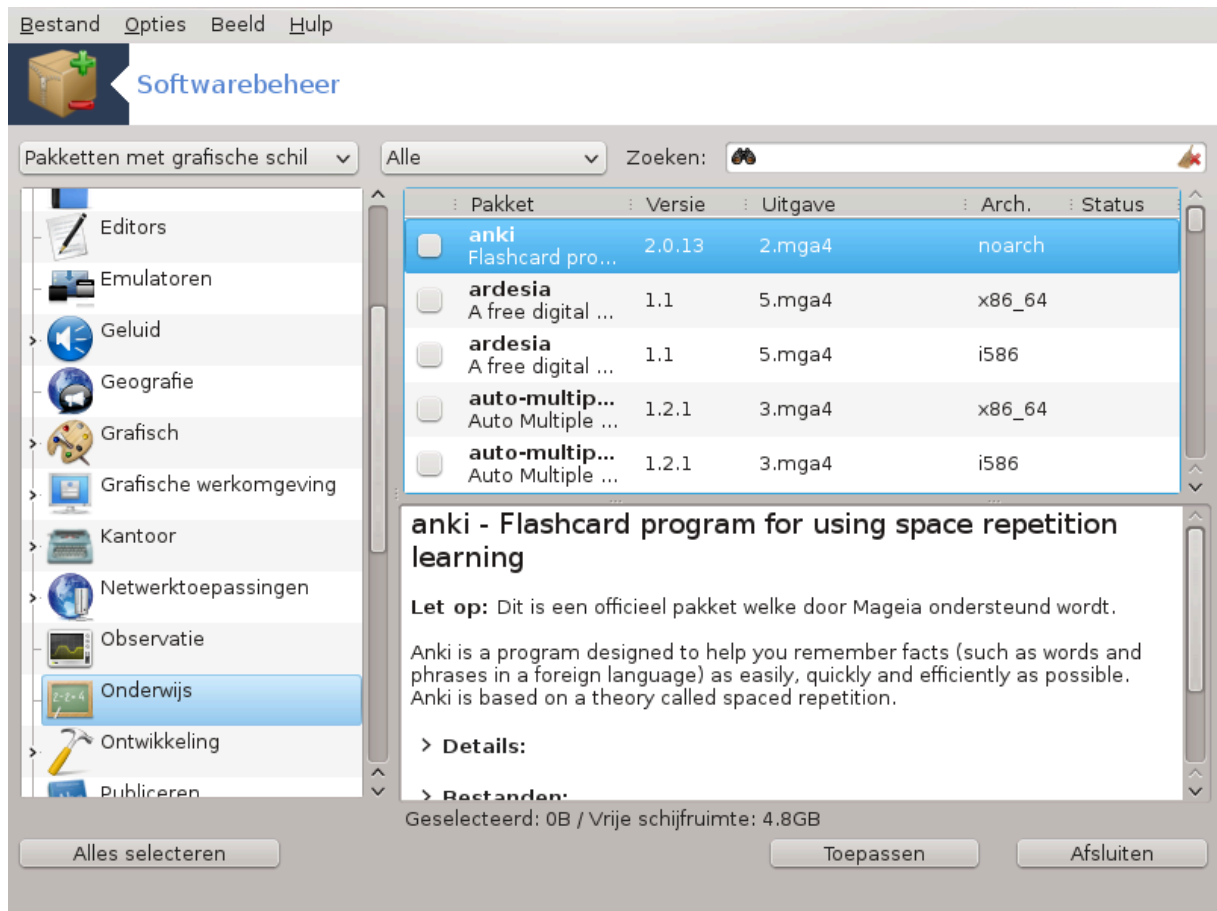 Bestand Opties Beeld Hulp
Softwarebeheer
Pakketten met grafische schil Alle Zoeken:
Editors
Emulatoren
Geluid
Geografie
Grafisch
Grafische werkomgeving
Kantoor
Netwerktoepassingen
Observatie
Onderwijs
Ontwikkeling
Publiceren
Pakket Versie Uitgave Arch. Status
anki 2.0.13 2.mga4 noarch
Flashcard pro...
ardesia 1.1 5.mga4 x86_64
A free digital ...
ardesia 1.1 5.mga4 i586
A free digital ...
auto-multip... 1.2.1 3.mga4 x86_64
Auto Multiple ...
auto-multip... 1.2.1 3.mga4 i586
Auto Multiple ...
anki - Flashcard program for using space repetition
learning
Let op: Dit is een officieel pakket welke door Mageia ondersteund wordt.
Anki is a program designed to help you remember facts (such as words and
phrases in a foreign language) as easily, quickly and efficiently as possible.
Anki is based on a theory called spaced repetition.
Details:
Bestanden:
Geselecteerd: 0B / Vrije schijfruimte: 4.8GB
Alles selecteren Toepassen Afsluiten